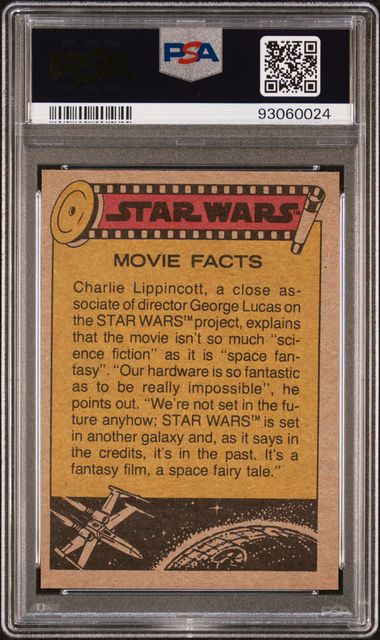 PSA
PSA
93060024
STAR WARS™
MOVIE FACTS
Charlie Lippincott, a close as-
sociate of director George Lucas on
the STAR WARS™ project, explains
that the movie isn't so much "sci-
ence fiction" as it is "space fan-
tasy". "Our hardware is so fantastic
as to be really impossible", he
points out. "We're not set in the fu-
ture anyhow; STAR WARS™ is set
in another galaxy and, as it says in
the credits, it's in the past. It's a
fantasy film, a space fairy tale."
PSA